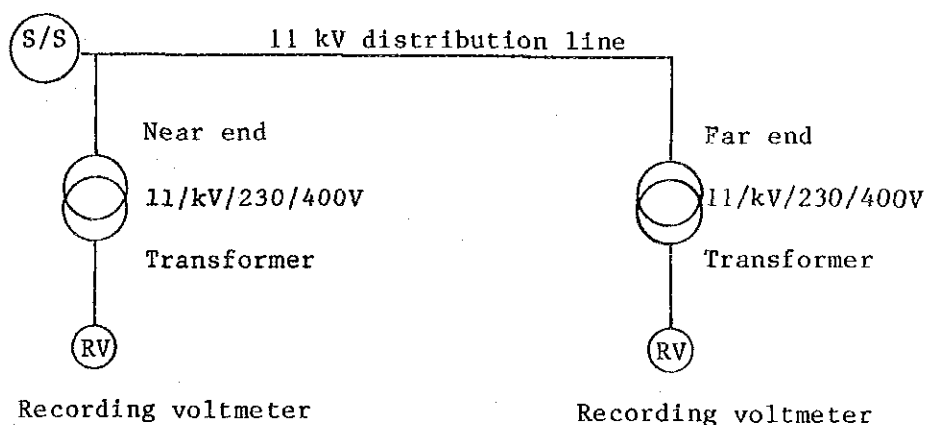 S/S
11 kV distribution line
Near end
11/kV/230/400V
Transformer
RV
Recording voltmeter
Far end
11/kV/230/400V
Transformer
RV
Recording voltmeter